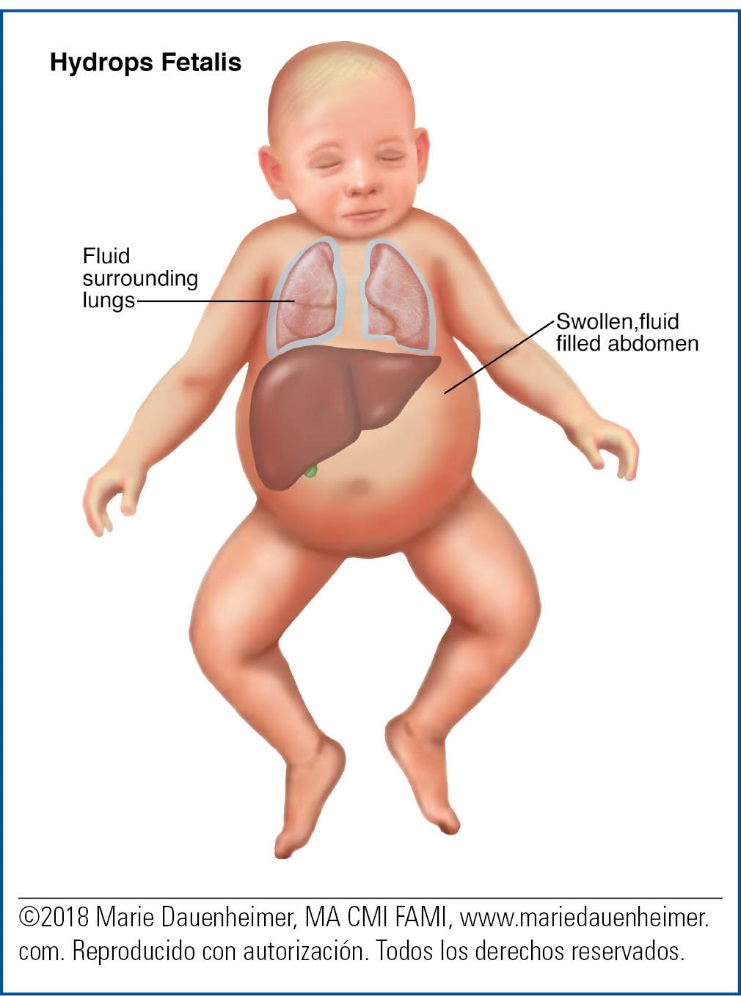 Hydrops Fetalis
Fluid
surrounding
lungs
Swollen,fluid
filled abdomen
©2018 Marie Dauenheimer, MA CMI FAMI, www.mariedauenheimer.
com. Reproducido con autorización. Todos los derechos reservados.